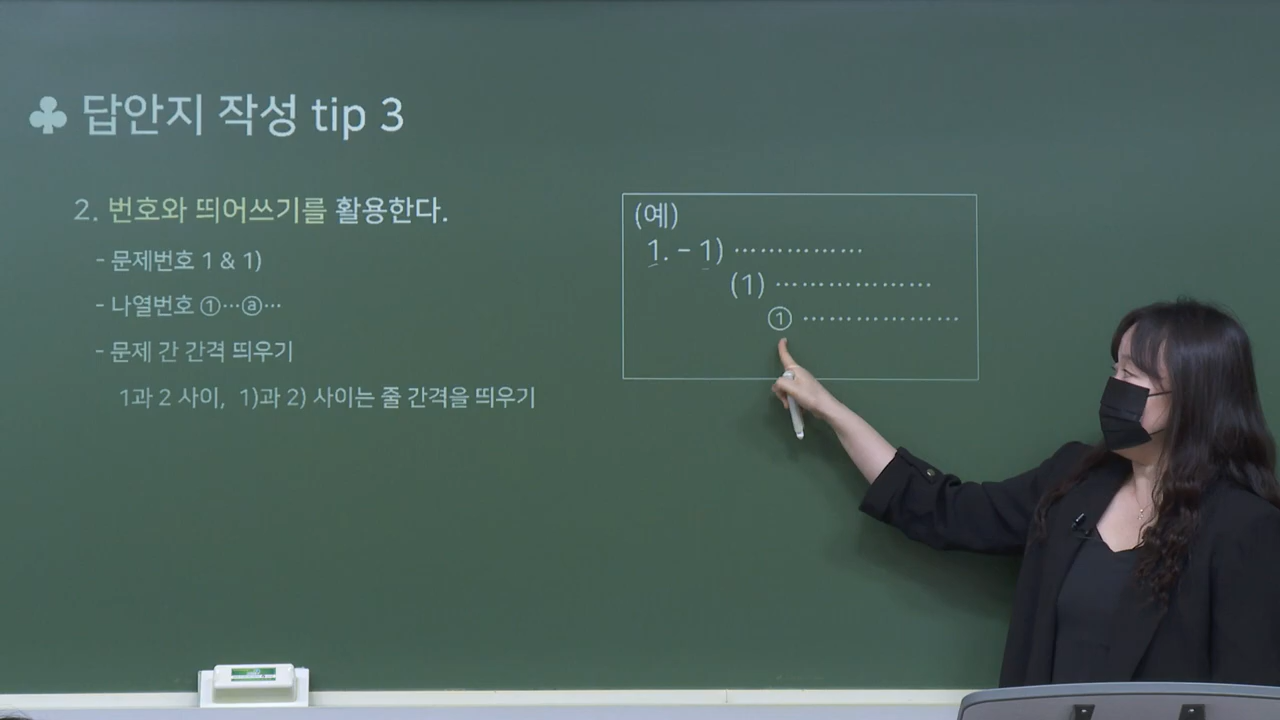 ♣ 답안지 작성 tip 3
2. 번호와 띄어쓰기를 활용한다.
- 문제번호 1 & 1)
- 나열번호 ①…ⓐ…
- 문제 간 간격 띄우기
1과 2 사이, 1)과 2) 사이는 줄 간격을 띄우기
(예)
1. - 1) ……………
(1) ………………
① ………………